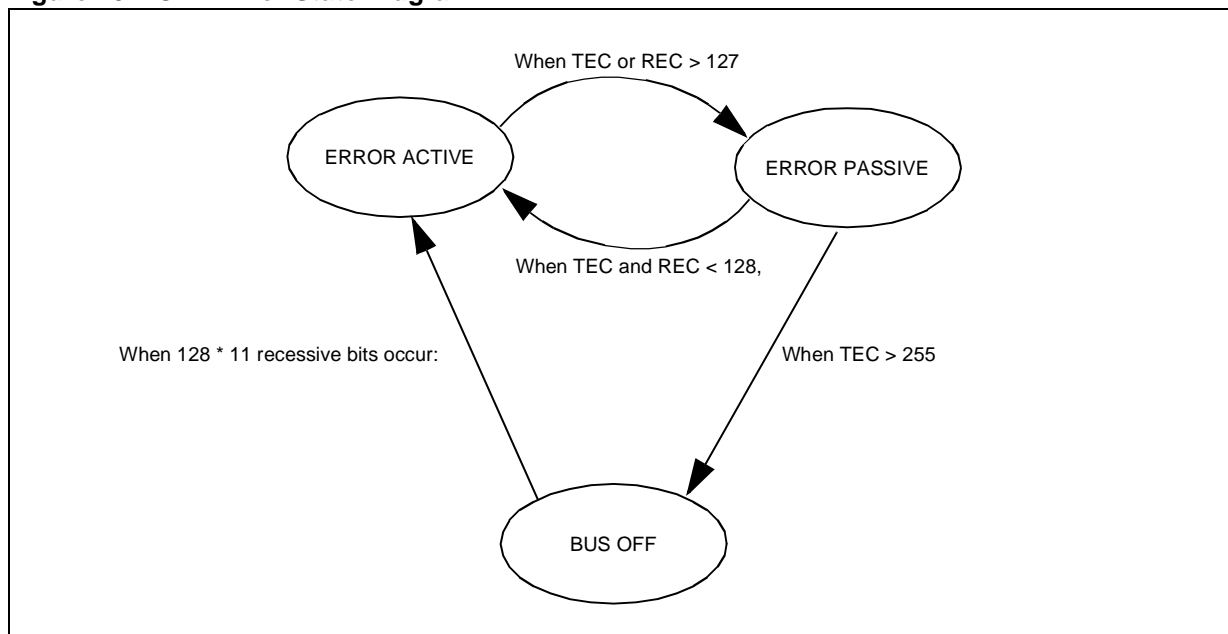 When TEC or REC > 127
ERROR ACTIVE
ERROR PASSIVE
When TEC and REC < 128,
When 128 * 11 recessive bits occur:
When TEC > 255
BUS OFF